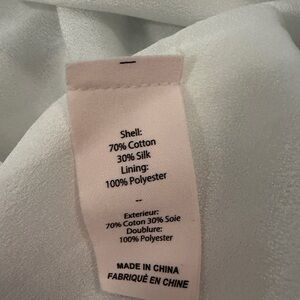 Shell:
70% Cotton
30% Silk
Lining:
100% Polyester
--
Exterieur:
70% Coton 30% Soie
Doublure:
100% Polyester
MADE IN CHINA
FABRIQUÉ EN CHINE